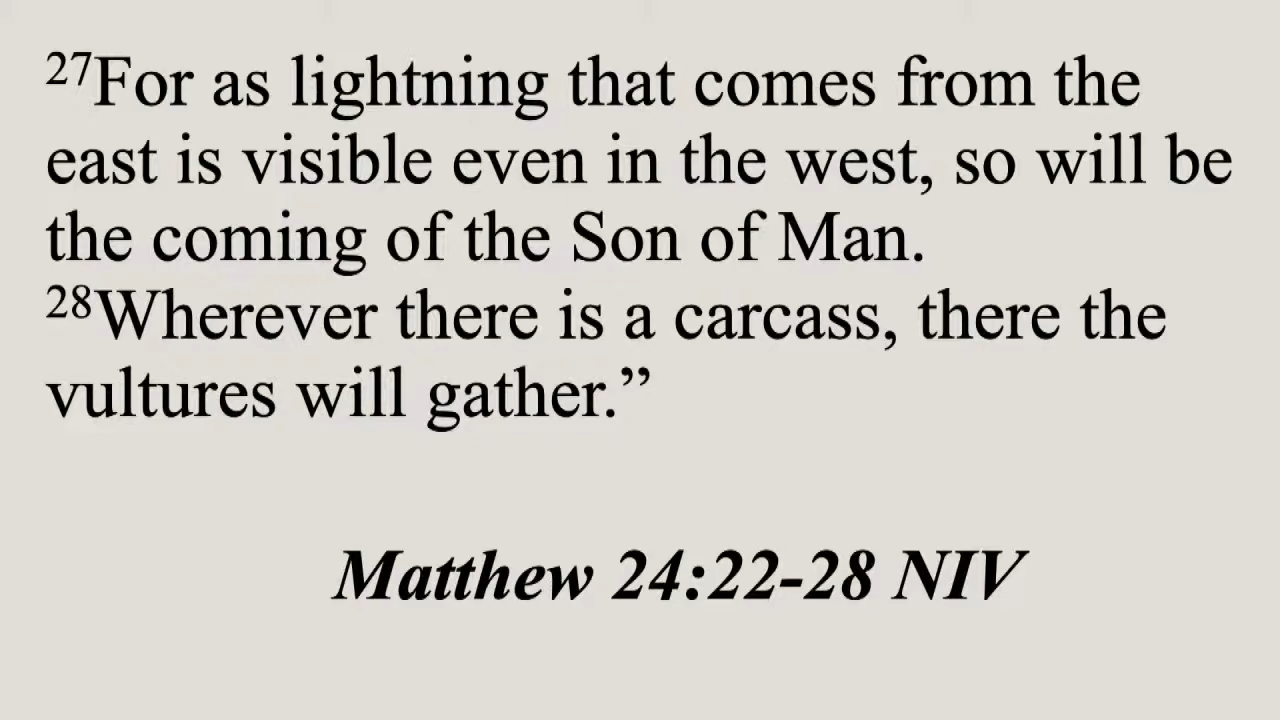 27For as lightning that comes from the
east is visible even in the west, so will be
the coming of the Son of Man.
28Wherever there is a carcass, there the
vultures will gather.”
Matthew 24:22-28 NIV